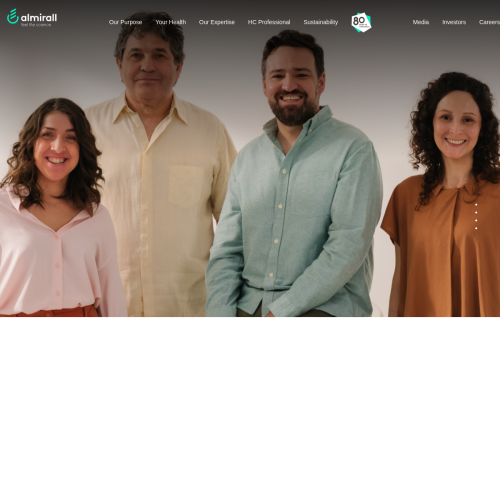 almirall
feel the science
Our Purpose
Your Health
Our Expertise
HC Professional
Sustainability
80
Media
Investors
Careers